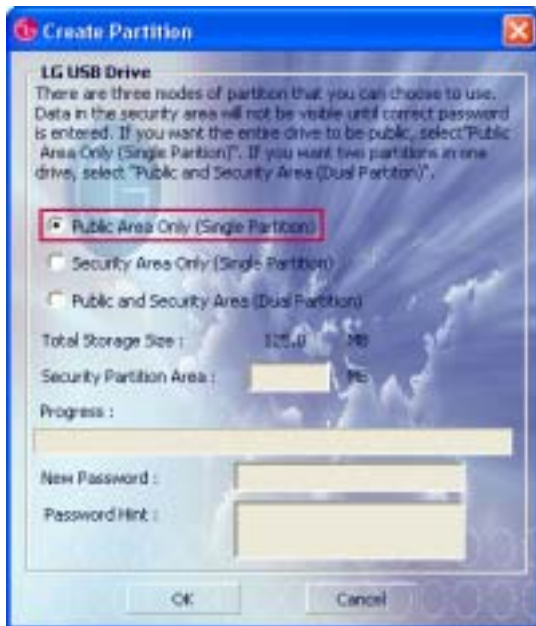 Create Partition
LG USB Drive
There are three modes of partition that you can choose to use.
Data in the security area will not be visible until correct password
is entered. If you want the entire drive to be public, select"Public
Area Only (Single Parition)". If you want two partitions in one
drive, select "Public and Security Area (Dual Partiton)".
Public Area Only (Single Partition)
Security Area Only (Single Partition)
Public and Security Area (Dual Partition)
Total Storage Size : MB
Security Partition Area : MB
Progress :
New Password :
Password Hint :
OK Cancel